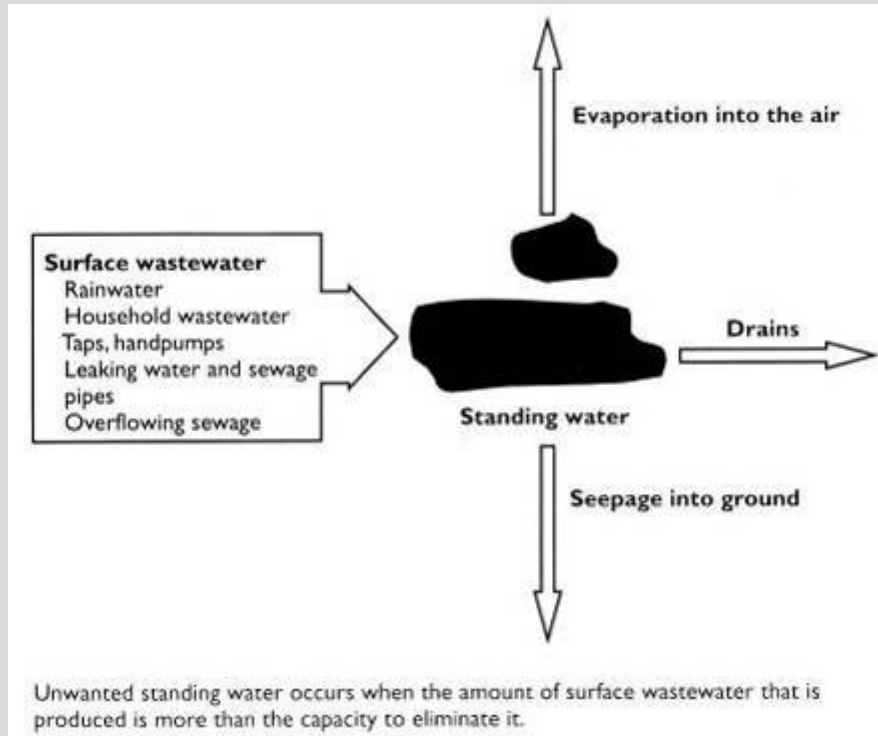 Evaporation into the air
Surface wastewater
Rainwater
Household wastewater
Taps, handpumps
Leaking water and sewage
pipes
Overflowing sewage
Drains
Standing water
Seepage into ground
Unwanted standing water occurs when the amount of surface wastewater that is
produced is more than the capacity to eliminate it.